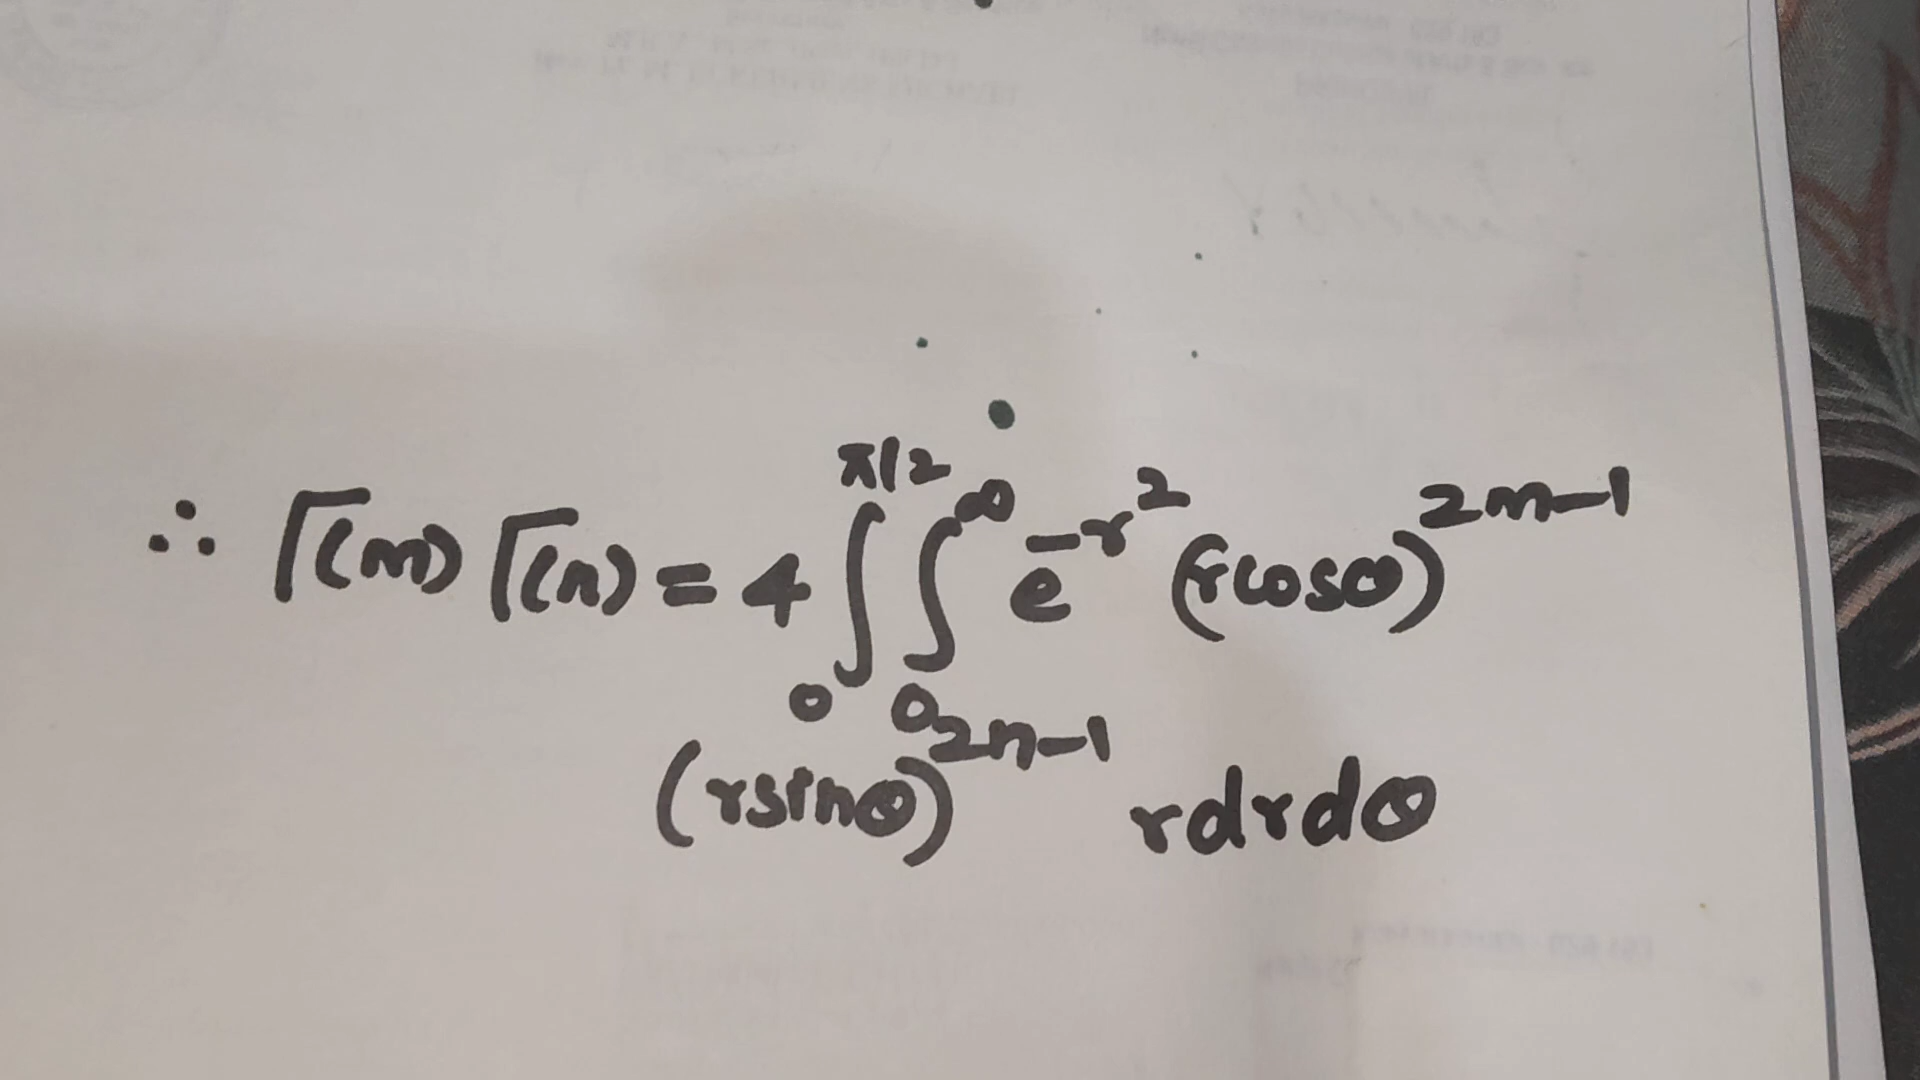 ∴ Γ(m) Γ(n) = 4 ∫₀^{π/2} ∫₀^∞ e^{-r²} (r cosθ)^{2m-1}
(r sinθ)^{2n-1} r dr dθ